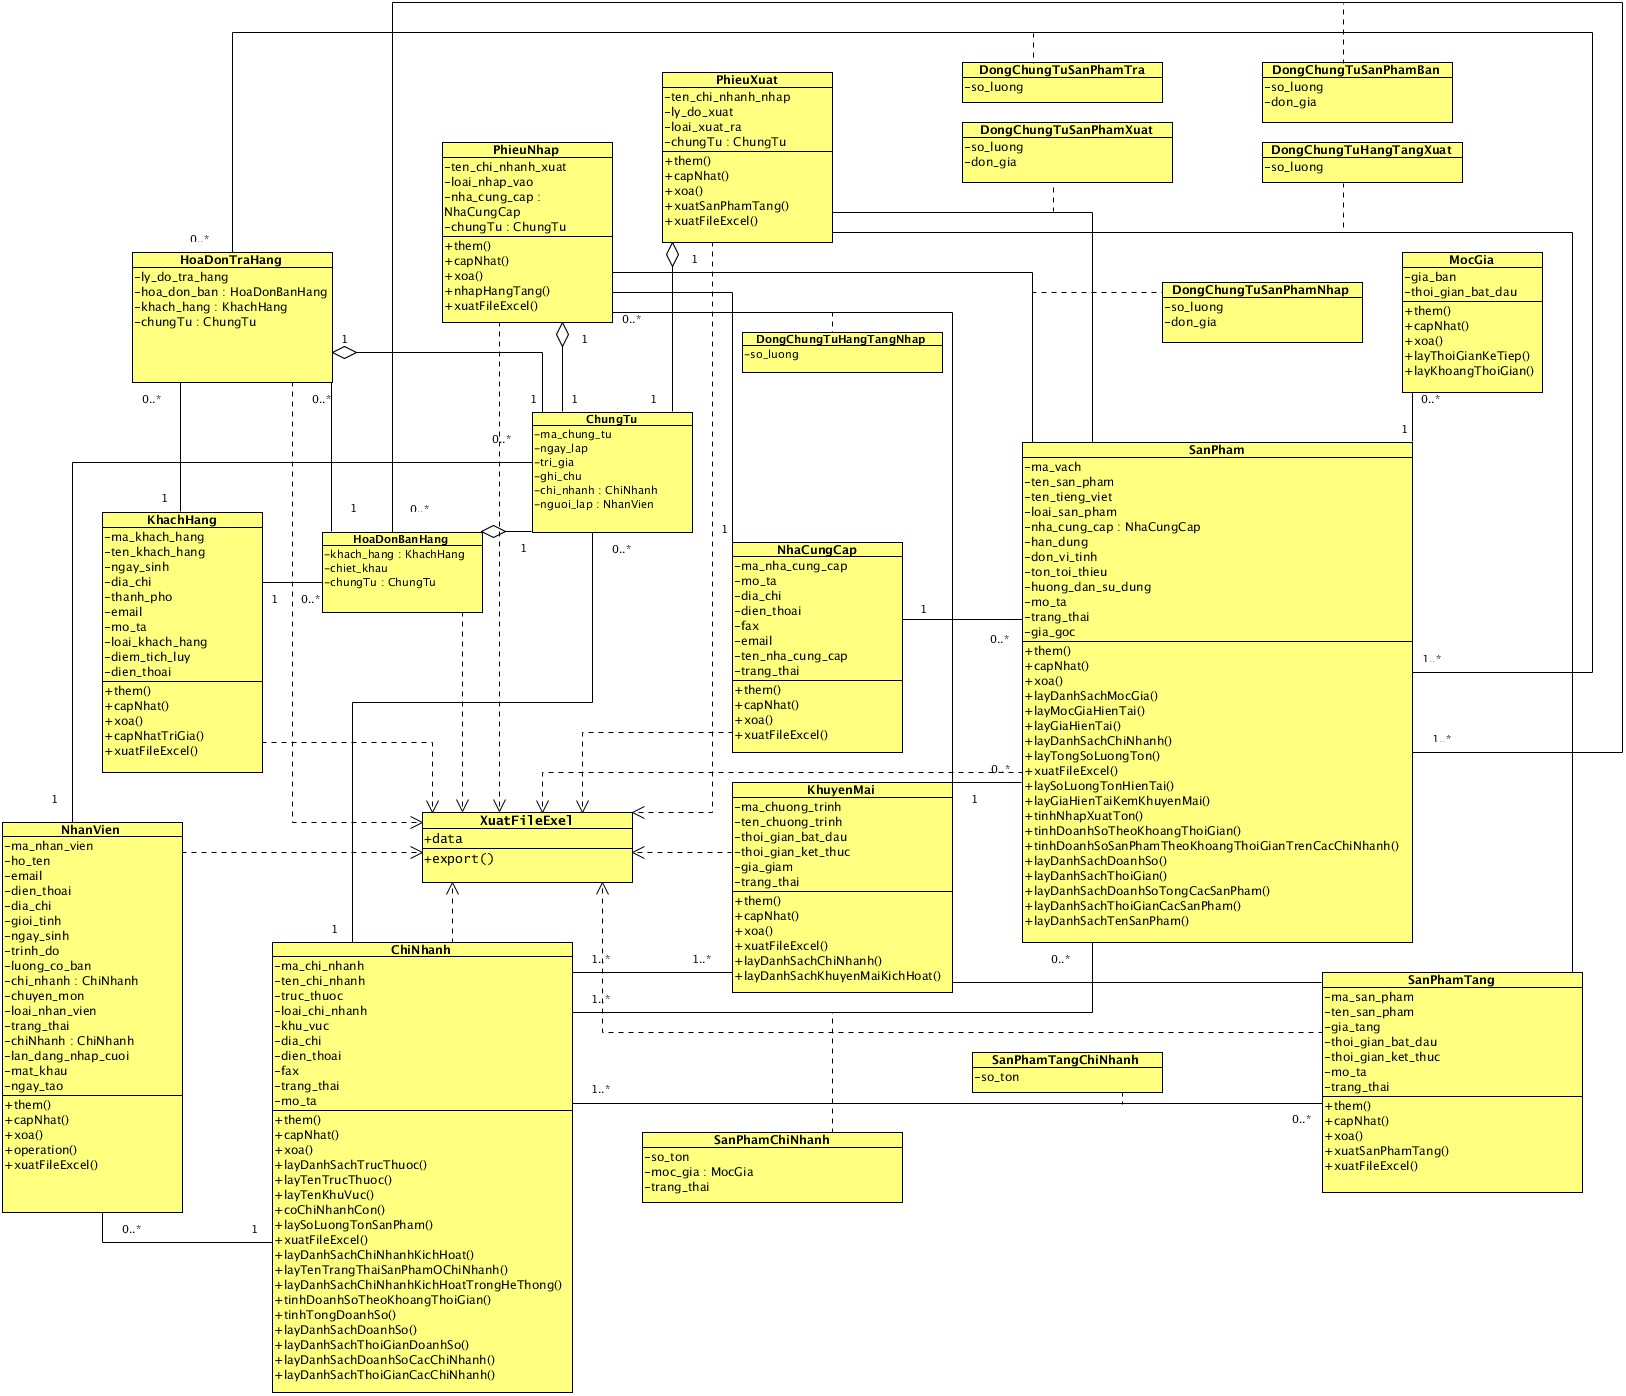 PhieuXuat
-ten_chi_nhanh_nhap
-ly_do_xuat
-loai_xuat_ra
-chungTu : ChungTu
+them()
+capNhat()
+xoa()
+xuatSanPhamTang()
+xuatFileExcel()
DongChungTuSanPhamTra
-so_luong
DongChungTuSanPhamBan
-so_luong
-don_gia
DongChungTuSanPhamXuat
-so_luong
-don_gia
DongChungTuHangTangXuat
-so_luong
PhieuNhap
-ten_chi_nhanh_xuat
-loai_nhap_vao
-nha_cung_cap :
NhaCungCap
-chungTu : ChungTu
+them()
+capNhat()
+xoa()
+nhapHangTang()
+xuatFileExcel()
0..*
HoaDonTraHang
-ly_do_tra_hang
-hoa_don_ban : HoaDonBanHang
-khach_hang : KhachHang
-chungTu : ChungTu
1
1
1
0..*
DongChungTuSanPhamNhap
-so_luong
-don_gia
DongChungTuHangTangNhap
-so_luong
MocGia
-gia_ban
-thoi_gian_bat_dau
+them()
+capNhat()
+xoa()
+layThoiGianKeTiep()
+layKhoangThoiGian()
0..*
0..*
1
1
1
0..*
1
ChungTu
-ma_chung_tu
-ngay_lap
-tri_gia
-ghi_chu
-chi_nhanh : ChiNhanh
-nguoi_lap : NhanVien
0..*
1
1
0..*
KhachHang
-ma_khach_hang
-ten_khach_hang
-ngay_sinh
-dia_chi
-thanh_pho
-email
-mo_ta
-loai_khach_hang
-diem_tich_luy
-dien_thoai
+them()
+capNhat()
+xoa()
+capNhatTriGia()
+xuatFileExcel()
HoaDonBanHang
-khach_hang : KhachHang
-chiet_khau
-chungTu : ChungTu
1
0..*
1
0..*
1
NhaCungCap
-ma_nha_cung_cap
-mo_ta
-dia_chi
-dien_thoai
-fax
-email
-ten_nha_cung_cap
-trang_thai
+them()
+capNhat()
+xoa()
+xuatFileExcel()
1
0..*
SanPham
-ma_vach
-ten_san_pham
-ten_tieng_viet
-loai_san_pham
-nha_cung_cap : NhaCungCap
-han_dung
-don_vi_tinh
-ton_toi_thieu
-huong_dan_su_dung
-mo_ta
-trang_thai
-gia_goc
+them()
+capNhat()
+xoa()
+layDanhSachMocGia()
+layMocGiaHienTai()
+layGiaHienTai()
+layDanhSachChiNhanh()
+layTongSoLuongTon()
+xuatFileExcel()
+laySoLuongTonHienTai()
+layGiaHienTaiKemKhuyenMai()
+tinhNhapXuatTon()
+tinhDoanhSoTheoKhoangThoiGian()
+tinhDoanhSoSanPhamTheoKhoangThoiGianTrenCacChiNhanh()
+layDanhSachDoanhSo()
+layDanhSachThoiGian()
+layDanhSachDoanhSoTongCacSanPham()
+layDanhSachThoiGianCacSanPham()
+layDanhSachTenSanPham()
1..*
1..*
0..*
1
KhuyenMai
-ma_chuong_trinh
-ten_chuong_trinh
-thoi_gian_bat_dau
-thoi_gian_ket_thuc
-gia_giam
-trang_thai
+them()
+capNhat()
+xoa()
+xuatFileExcel()
+layDanhSachChiNhanh()
+layDanhSachKhuyenMaiKichHoat()
XuatFileExel
+data
+export()
1
NhanVien
-ma_nhan_vien
-ho_ten
-email
-dien_thoai
-dia_chi
-gioi_tinh
-ngay_sinh
-trinh_do
-luong_co_ban
-chi_nhanh : ChiNhanh
-chuyen_mon
-loai_nhan_vien
-trang_thai
-chiNhanh : ChiNhanh
-lan_dang_nhap_cuoi
-mat_khau
-ngay_tao
+them()
+capNhat()
+xoa()
+operation()
+xuatFileExcel()
0..*
1
1
ChiNhanh
-ma_chi_nhanh
-ten_chi_nhanh
-truc_thuoc
-loai_chi_nhanh
-khu_vuc
-dia_chi
-dien_thoai
-fax
-trang_thai
-mo_ta
+them()
+capNhat()
+xoa()
+layDanhSachTrucThuoc()
+layTenTrucThuoc()
+layTenKhuVuc()
+coChiNhanhCon()
+laySoLuongTonSanPham()
+xuatFileExcel()
+layDanhSachChiNhanhKichHoat()
+layTenTrangThaiSanPhamOChiNhanh()
+layDanhSachChiNhanhKichHoatTrongHeThong()
+tinhDoanhSoTheoKhoangThoiGian()
+tinhTongDoanhSo()
+layDanhSachDoanhSo()
+layDanhSachThoiGianDoanhSo()
+layDanhSachDoanhSoCacChiNhanh()
+layDanhSachThoiGianCacChiNhanh()
1..*
1..*
0..*
1..*
1..*
0..*
SanPhamTang
-ma_san_pham
-ten_san_pham
-gia_tang
-thoi_gian_bat_dau
-thoi_gian_ket_thuc
-mo_ta
-trang_thai
+them()
+capNhat()
+xoa()
+xuatSanPhamTang()
+xuatFileExcel()
SanPhamTangChiNhanh
-so_ton
SanPhamChiNhanh
-so_ton
-moc_gia : MocGia
-trang_thai